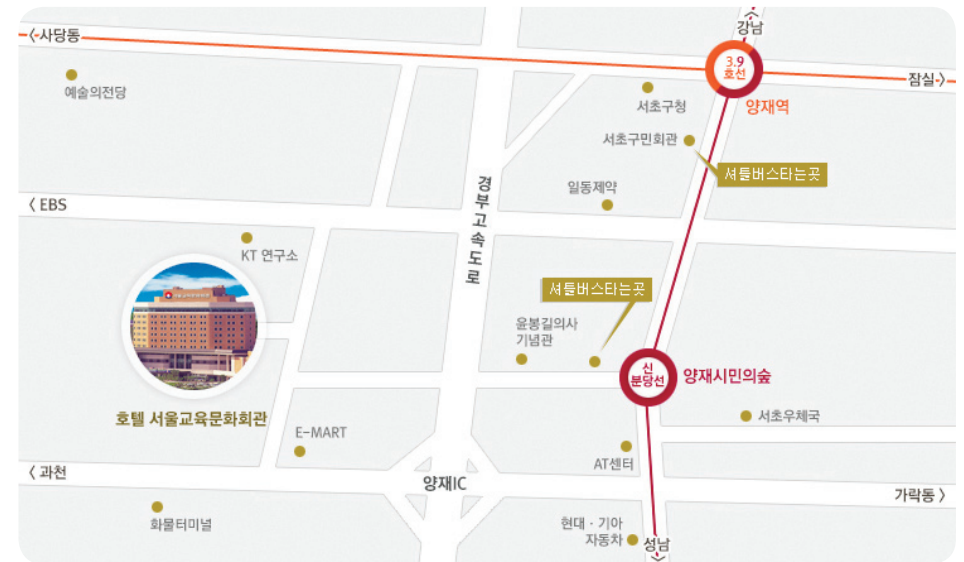 강남
〈 사당동
3.9
호선
잠실 〉
예술의전당
서초구청
양재역
서초구민회관
셔틀버스타는곳
일동제약
경부고속도로
〈 EBS
KT 연구소
셔틀버스타는곳
윤봉길의사
기념관
신
분당선
양재시민의숲
호텔 서울교육문화회관
서초우체국
E-MART
AT센터
〈 과천
양재IC
가락동 〉
화물터미널
현대 · 기아
자동차
성남